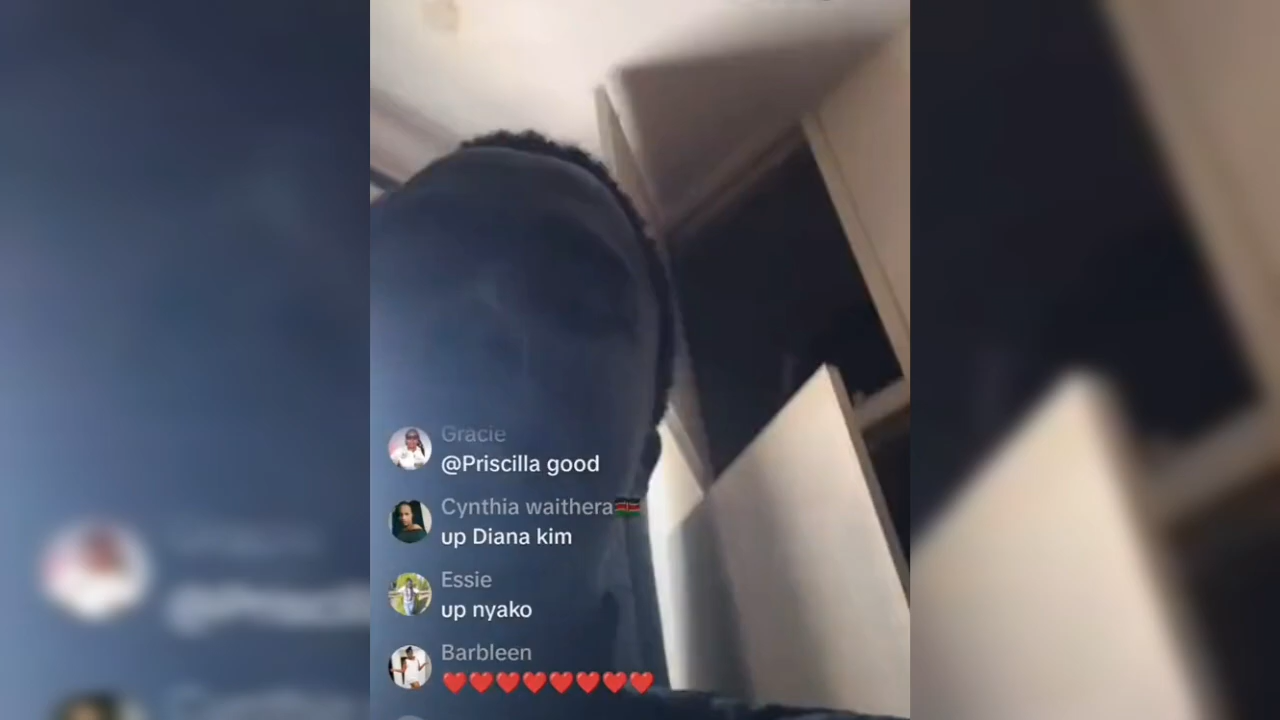 Gracie
@Priscilla good
Cynthia waithera🇰🇪
up Diana kim
Essie
up nyako
Barbleen
❤️❤️❤️❤️❤️❤️❤️❤️